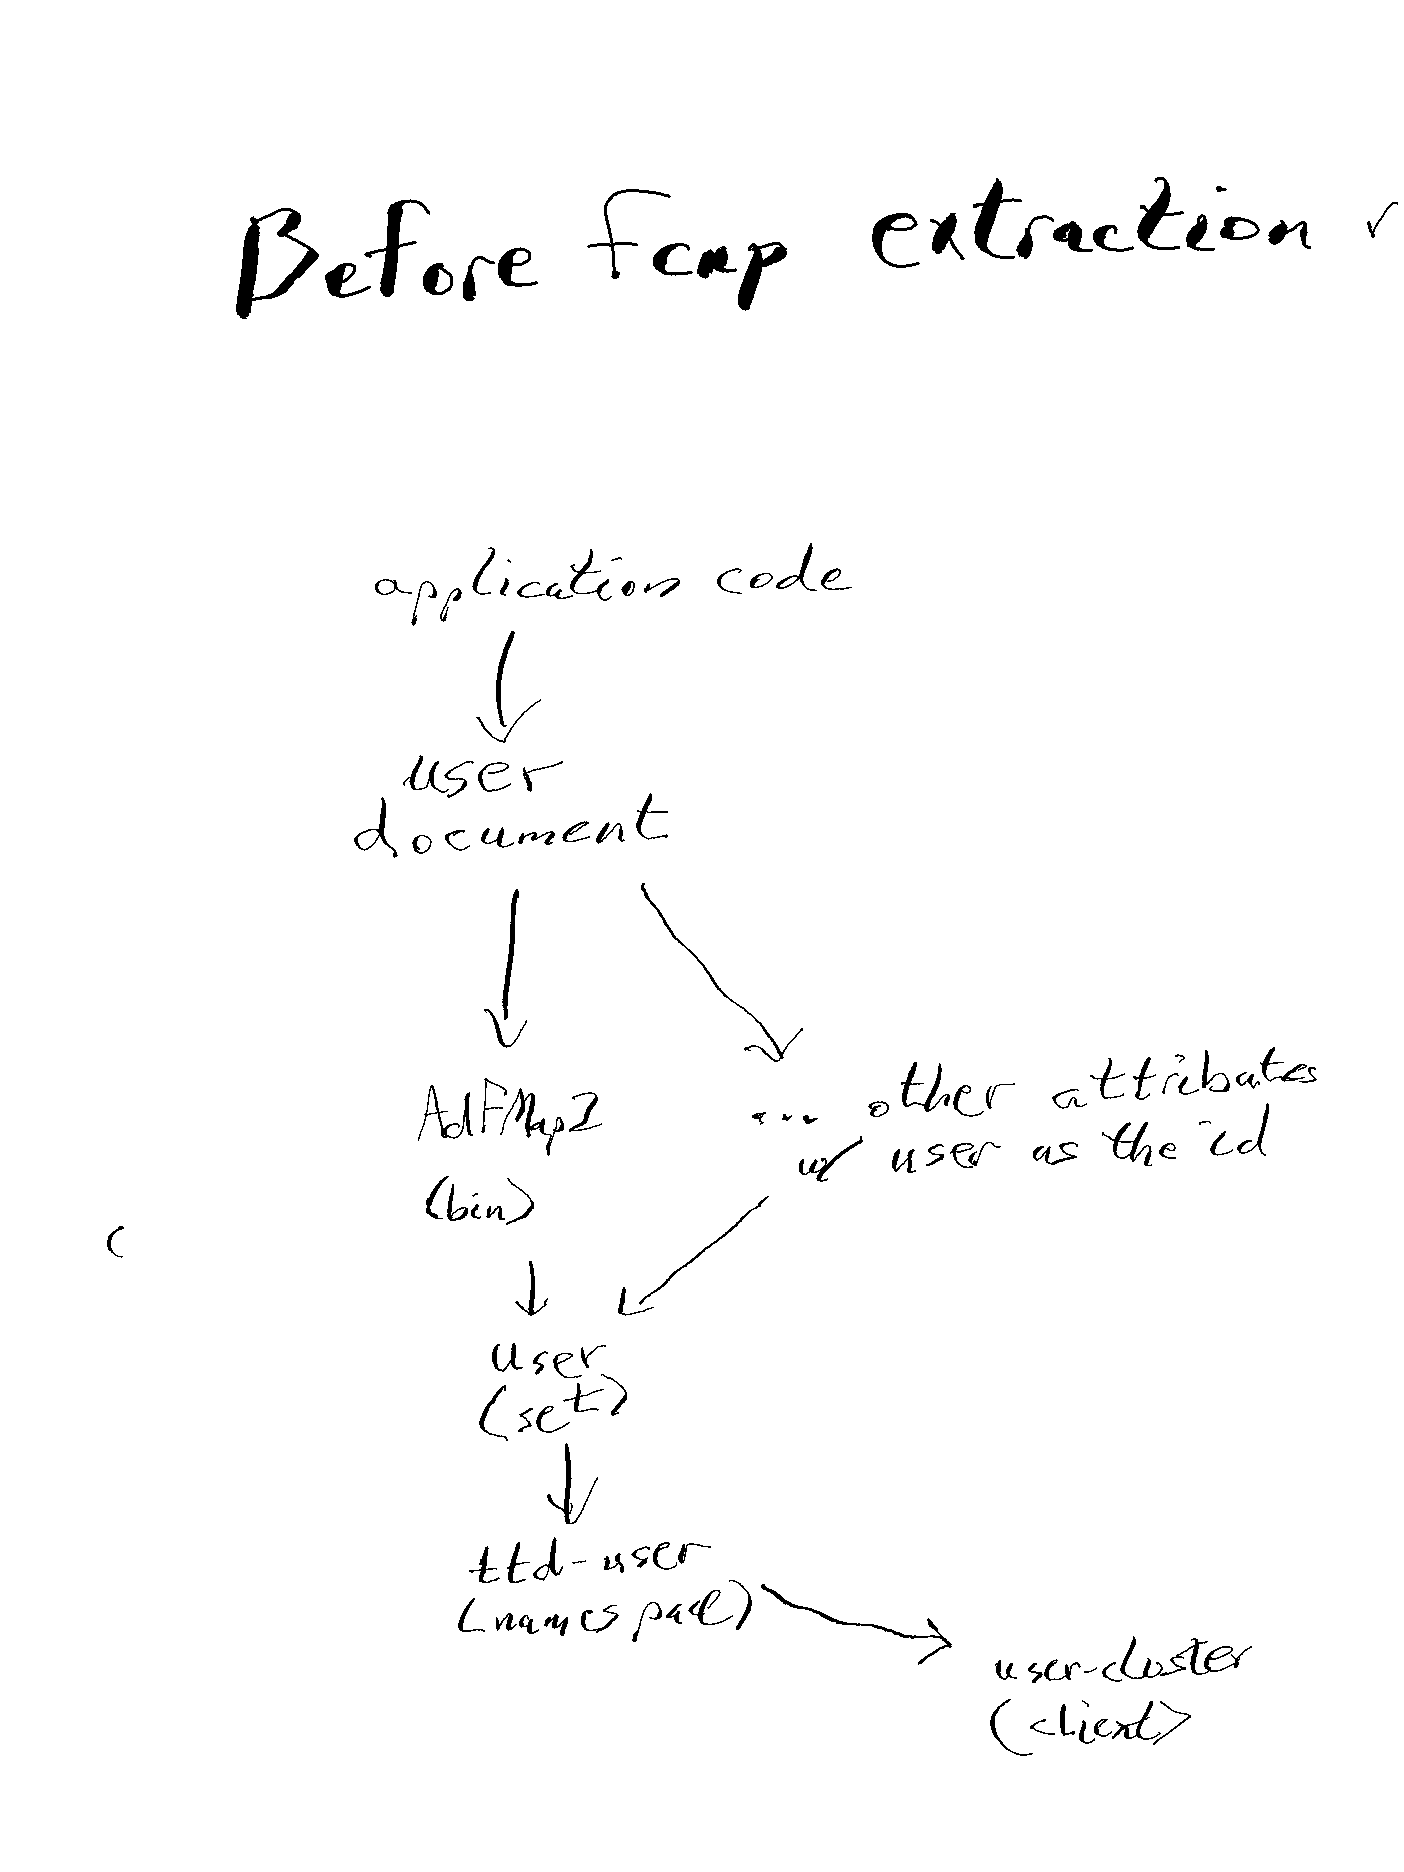 Before fcap extraction
application code
user
document
AdFMap2
... other attributes
w/ user as the id
(bin)
user
(set)
ttd-user
(namespace)
user-cluster
(client)